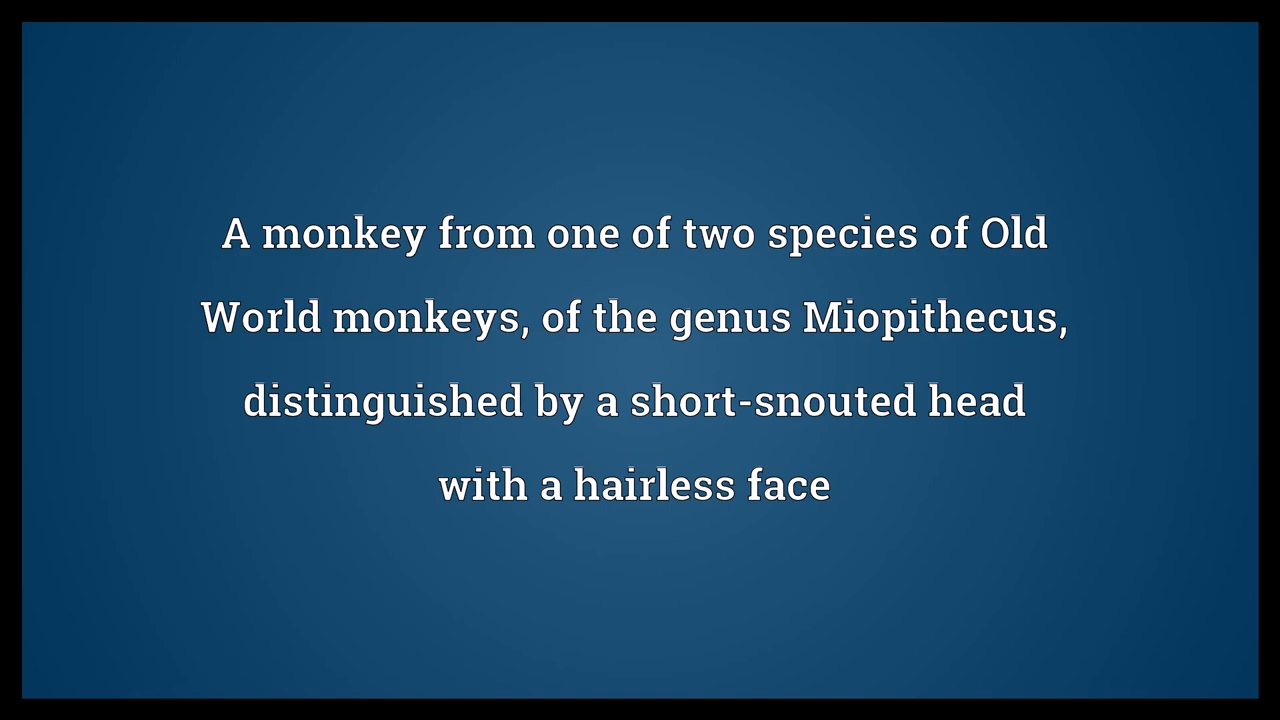 A monkey from one of two species of Old
World monkeys, of the genus Miopithecus,
distinguished by a short-snouted head
with a hairless face